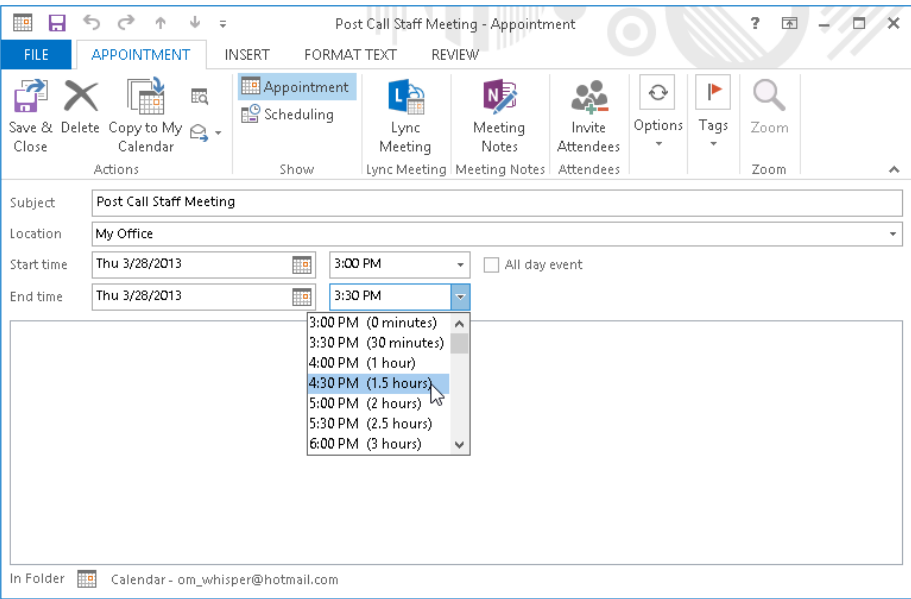 Post Call Staff Meeting - Appointment
FILE APPOINTMENT INSERT FORMAT TEXT REVIEW
Save & Close
Delete
Copy to My Calendar
Actions
Appointment
Scheduling
Show
Lync Meeting
Lync Meeting
Meeting Notes
Meeting Notes
Invite Attendees
Attendees
Options
Tags
Zoom
Zoom
Subject Post Call Staff Meeting
Location My Office
Start time Thu 3/28/2013 3:00 PM All day event
End time Thu 3/28/2013 3:30 PM
3:00 PM (0 minutes)
3:30 PM (30 minutes)
4:00 PM (1 hour)
4:30 PM (1.5 hours)
5:00 PM (2 hours)
5:30 PM (2.5 hours)
6:00 PM (3 hours)
In Folder Calendar - om_whisper@hotmail.com